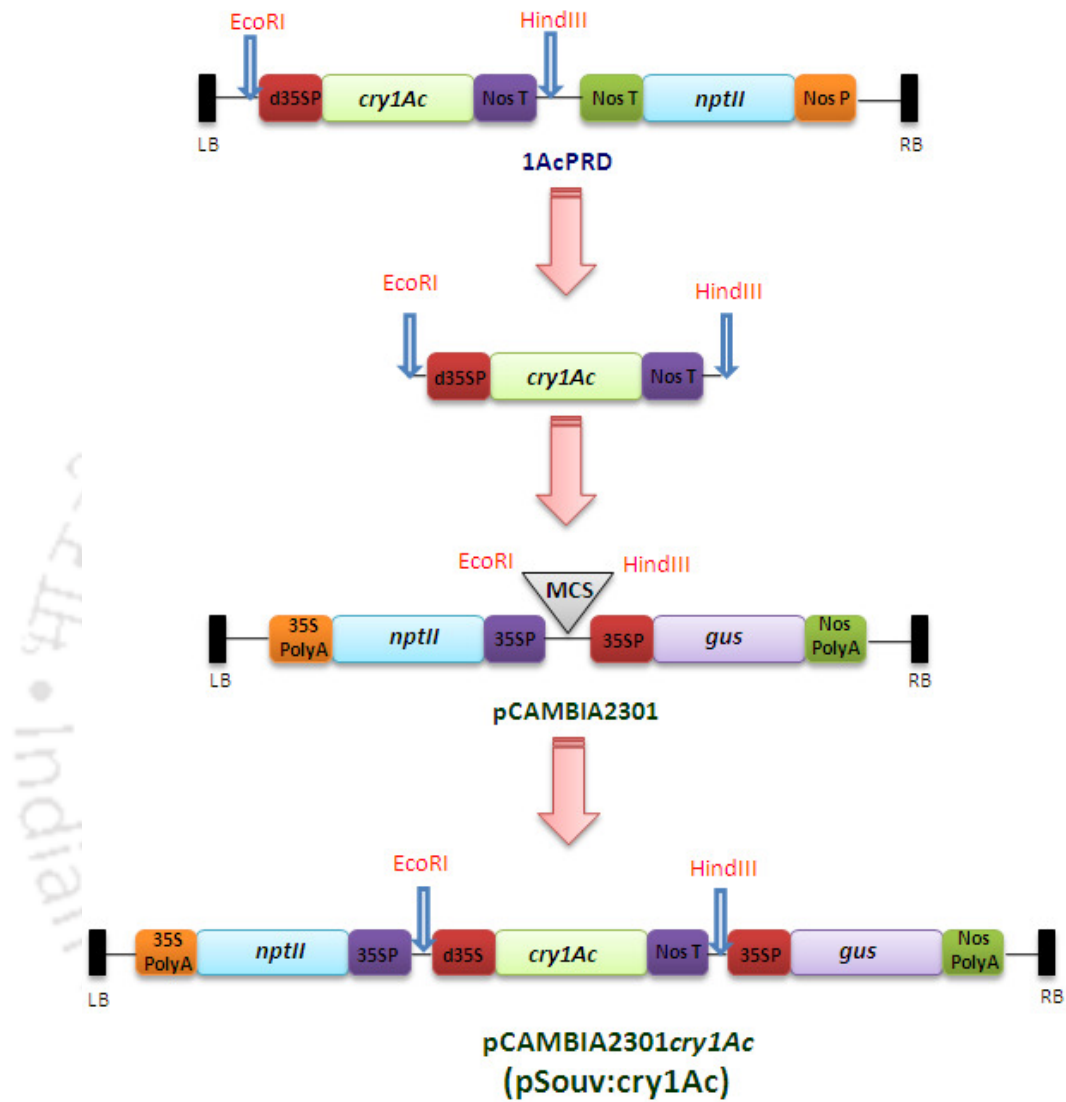 EcoRI
HindIII
d35SP cry1Ac Nos T Nos T nptII Nos P
LB
RB
1AcPRD
EcoRI
HindIII
d35SP cry1Ac Nos T
EcoRI
HindIII
MCS
35S PolyA nptII 35SP 35SP gus Nos PolyA
LB
RB
pCAMBIA2301
EcoRI
HindIII
35S PolyA nptII 35SP d35S cry1Ac Nos T 35SP gus Nos PolyA
LB
RB
pCAMBIA2301cry1Ac
(pSouv:cry1Ac)